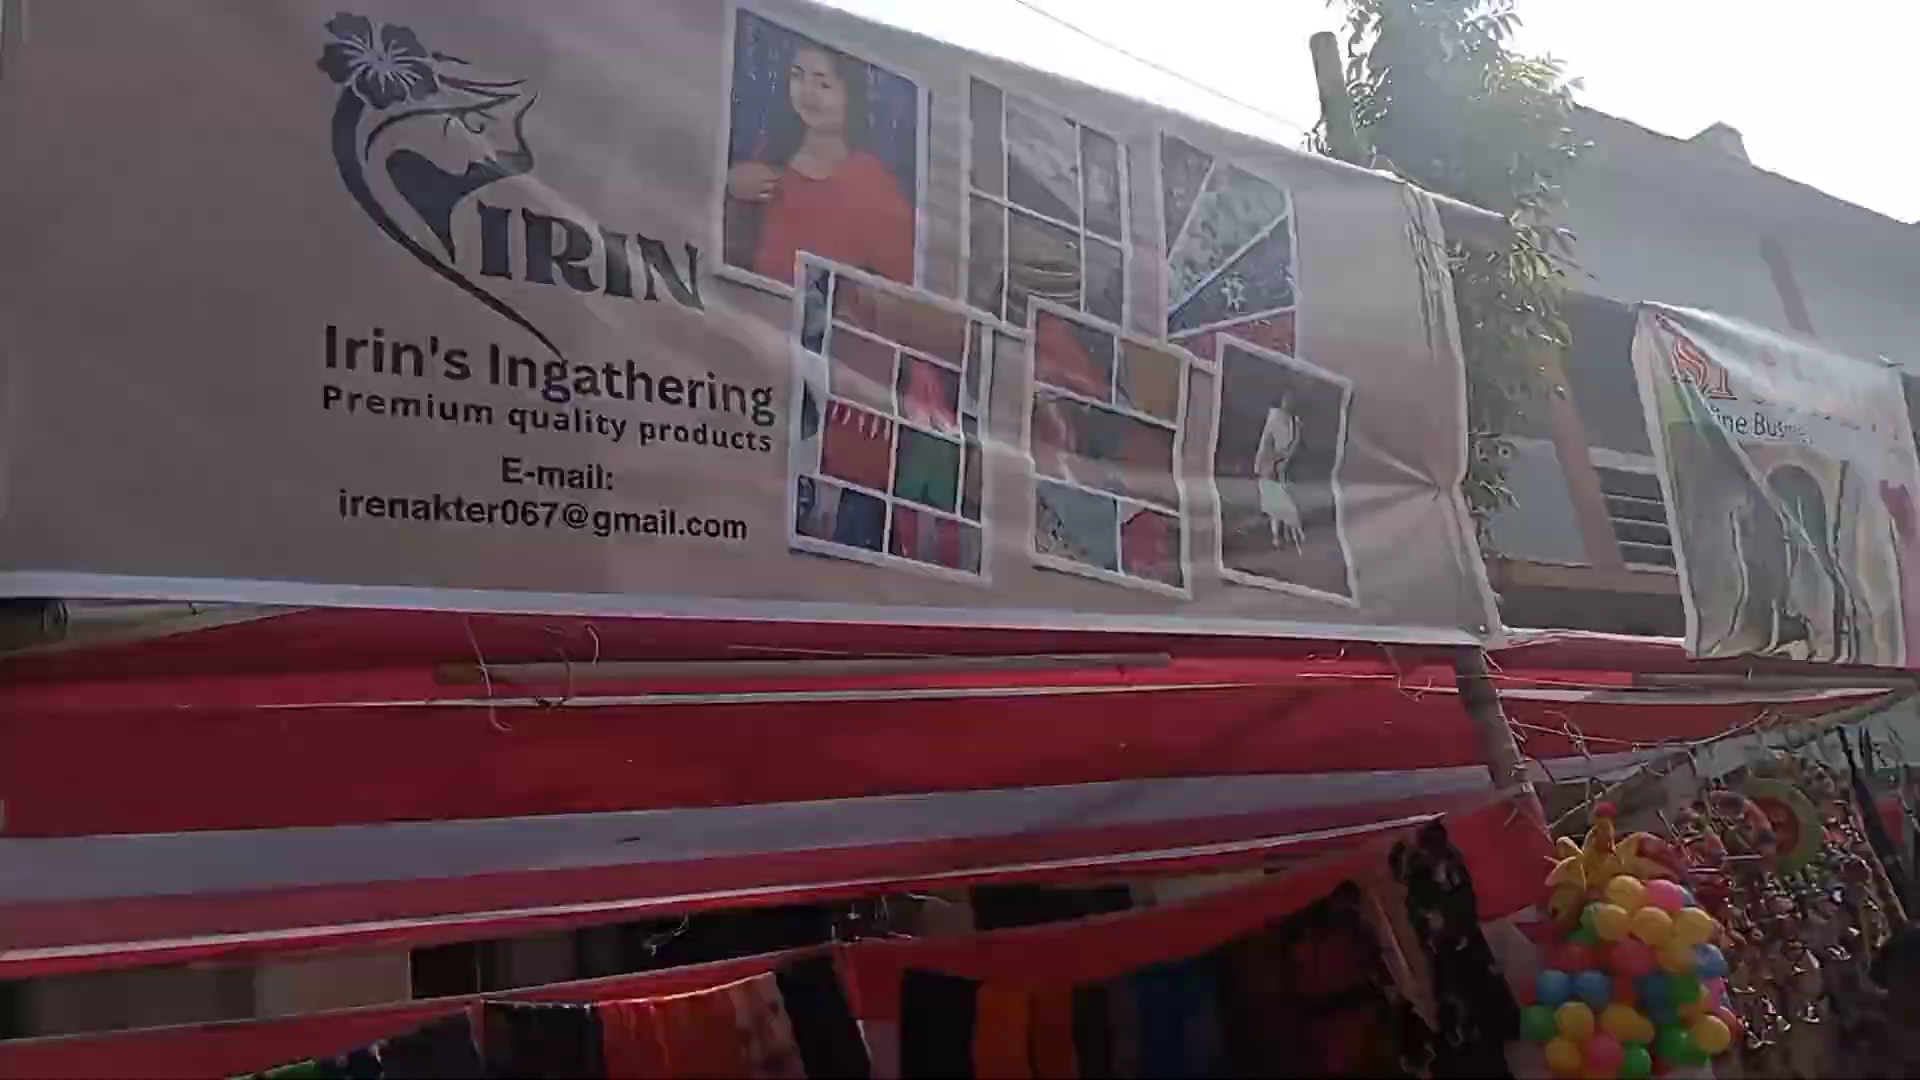 IRIN
Irin's Ingathering
Premium quality products
E-mail:
irenakter067@gmail.com